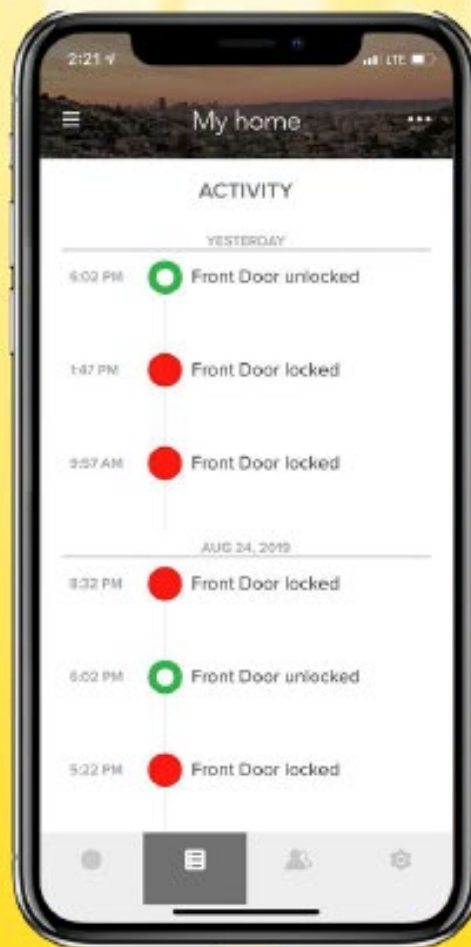 2:21 LTE
My home
ACTIVITY
YESTERDAY
6:02 PM Front Door unlocked
1:47 PM Front Door locked
9:57 AM Front Door locked
AUG 24, 2019
8:32 PM Front Door locked
6:02 PM Front Door unlocked
5:22 PM Front Door locked